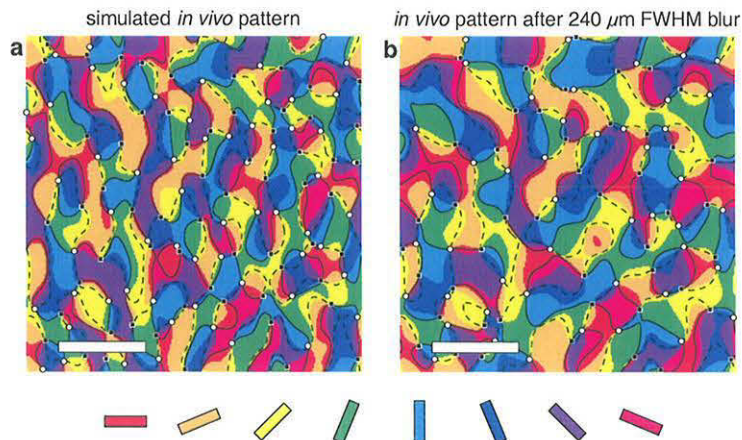 simulated in vivo pattern
in vivo pattern after 240 µm FWHM blur
a
b